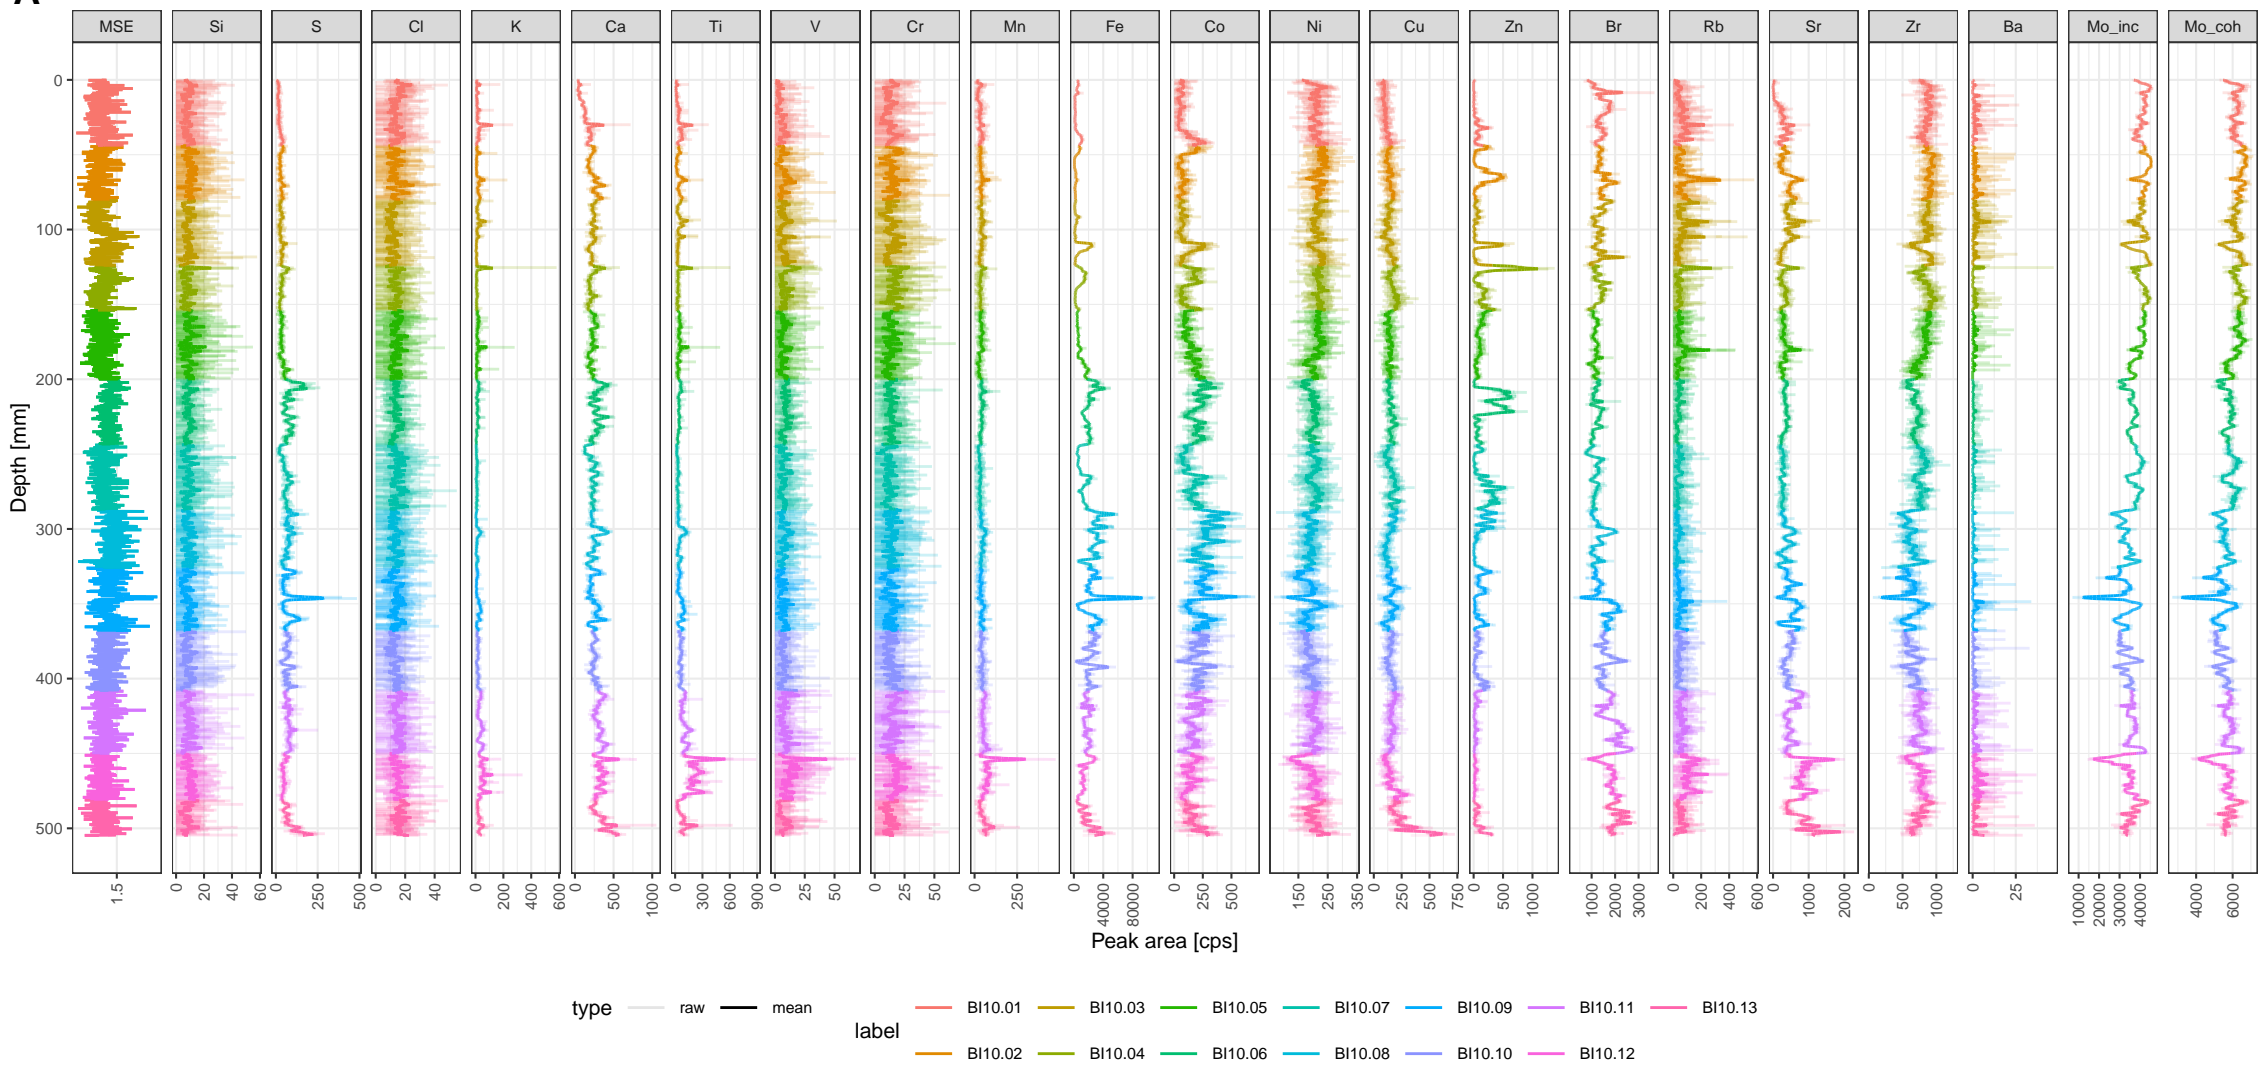 A
MSE Si S Cl K Ca Ti V Cr Mn Fe Co Ni Cu Zn Br Rb Sr Zr Ba Mo_inc Mo_coh
0
100
200
300
400
500
Depth [mm]
1.5 0 20 40 60 0 250 500 0 20 40 0 200 400 600 0 500 1000 0 300 600 900 0 25 50 0 25 50 0 250 0 40000 80000 0 250 500 150 250 350 0 250 500 750 0 500 1000 1000 2000 3000 0 200 400 600 0 1000 2000 0 500 1000 0 25 10000 20000 30000 40000 4000 6000
Peak area [cps]
type raw mean
label
BI10.01 BI10.03 BI10.05 BI10.07 BI10.09 BI10.11 BI10.13
BI10.02 BI10.04 BI10.06 BI10.08 BI10.10 BI10.12